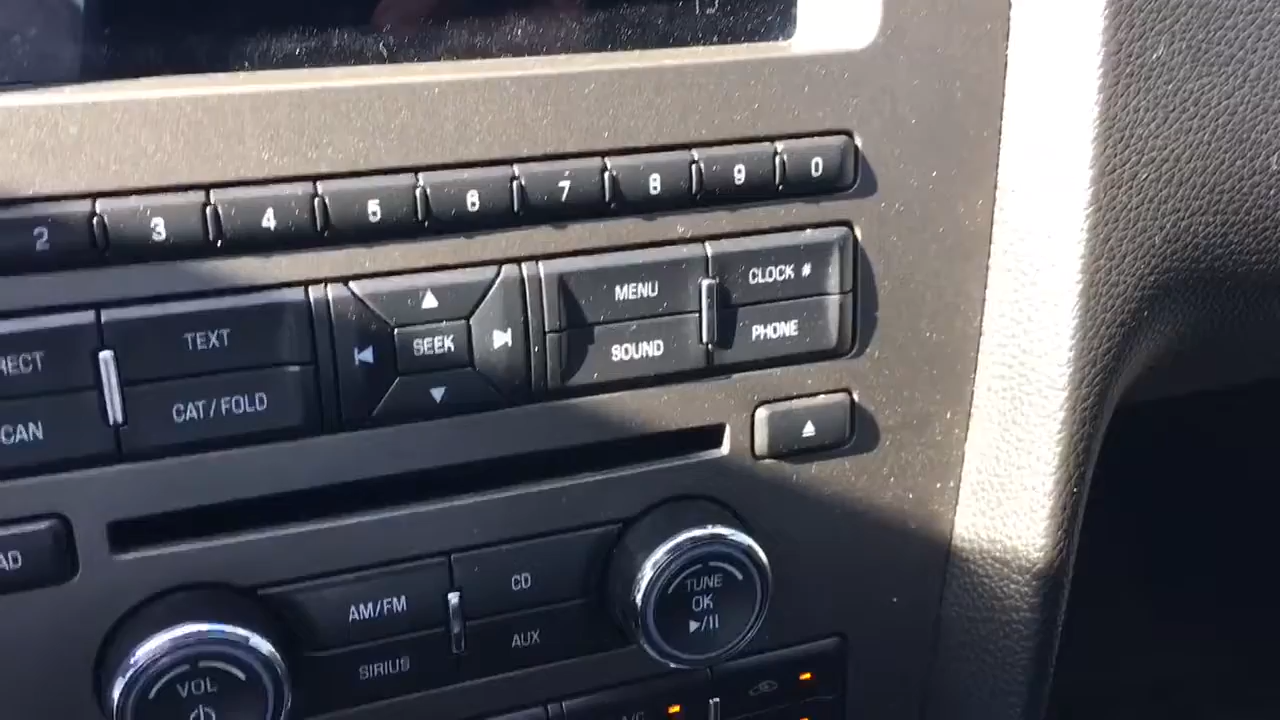 2 3 4 5 6 7 8 9 0
RECT TEXT SEEK MENU CLOCK #
CAN CAT / FOLD SOUND PHONE
AD
AM/FM CD TUNE
OK
SIRIUS AUX
VOL
A/C